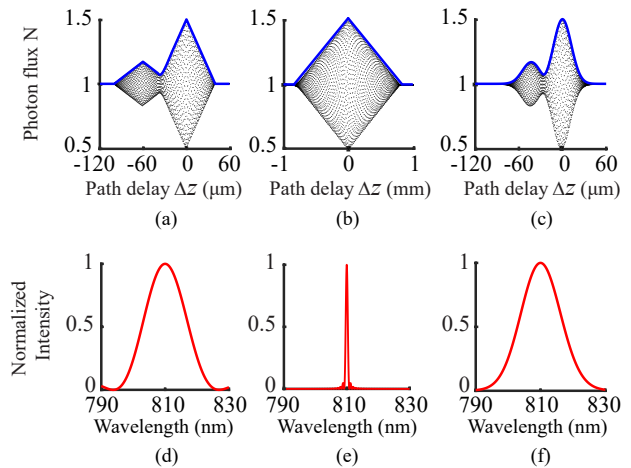 Photon flux N
1.5
1
0.5
-120
-60
0
60
Path delay Δz (μm)
(a)
1.5
1
0.5
-1
0
1
Path delay Δz (mm)
(b)
1.5
1
0.5
-120
-60
0
60
Path delay Δz (μm)
(c)
Normalized
Intensity
1
0.5
0
790
810
830
Wavelength (nm)
(d)
1
0.5
0
790
810
830
Wavelength (nm)
(e)
1
0.5
0
790
810
830
Wavelength (nm)
(f)